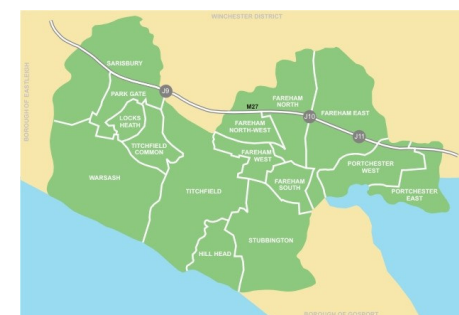 WINCHESTER DISTRICT
BOROUGH OF EASTLEIGH
SARISBURY
PARK GATE
J9
LOCKS
HEATH
TITCHFIELD
COMMON
WARSASH
TITCHFIELD
M27
FAREHAM
NORTH
FAREHAM
NORTH-WEST
J10
FAREHAM EAST
J11
FAREHAM
WEST
FAREHAM
SOUTH
PORTCHESTER
WEST
PORTCHESTER
EAST
HILL HEAD
STUBBINGTON
BOROUGH OF GOSPORT